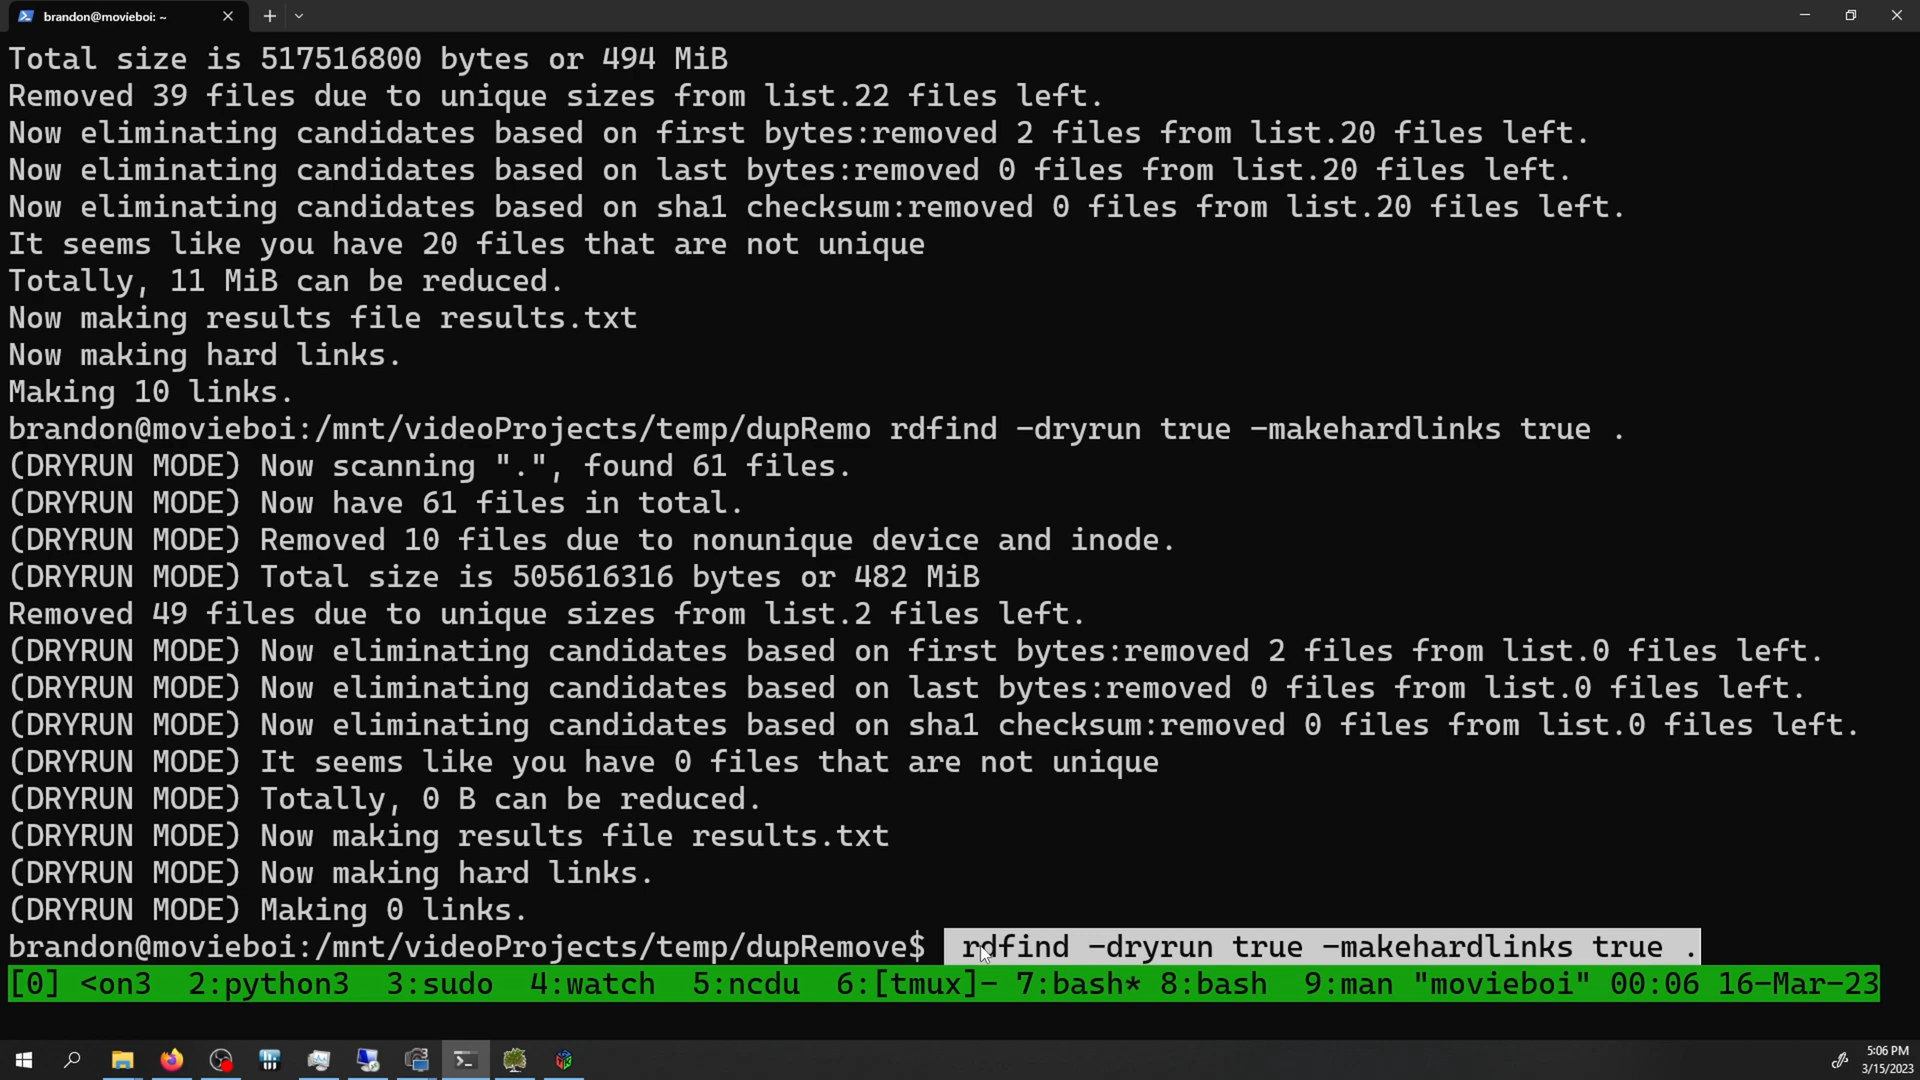 brandon@movieboi: ~
Total size is 517516800 bytes or 494 MiB
Removed 39 files due to unique sizes from list.22 files left.
Now eliminating candidates based on first bytes:removed 2 files from list.20 files left.
Now eliminating candidates based on last bytes:removed 0 files from list.20 files left.
Now eliminating candidates based on sha1 checksum:removed 0 files from list.20 files left.
It seems like you have 20 files that are not unique
Totally, 11 MiB can be reduced.
Now making results file results.txt
Now making hard links.
Making 10 links.
brandon@movieboi:/mnt/videoProjects/temp/dupRemo rdfind -dryrun true -makehardlinks true .
(DRYRUN MODE) Now scanning ".", found 61 files.
(DRYRUN MODE) Now have 61 files in total.
(DRYRUN MODE) Removed 10 files due to nonunique device and inode.
(DRYRUN MODE) Total size is 505616316 bytes or 482 MiB
Removed 49 files due to unique sizes from list.2 files left.
(DRYRUN MODE) Now eliminating candidates based on first bytes:removed 2 files from list.0 files left.
(DRYRUN MODE) Now eliminating candidates based on last bytes:removed 0 files from list.0 files left.
(DRYRUN MODE) Now eliminating candidates based on sha1 checksum:removed 0 files from list.0 files left.
(DRYRUN MODE) It seems like you have 0 files that are not unique
(DRYRUN MODE) Totally, 0 B can be reduced.
(DRYRUN MODE) Now making results file results.txt
(DRYRUN MODE) Now making hard links.
(DRYRUN MODE) Making 0 links.
brandon@movieboi:/mnt/videoProjects/temp/dupRemove$ rdfind -dryrun true -makehardlinks true .
[0] <on3 2:python3 3:sudo 4:watch 5:ncdu 6:[tmux]- 7:bash* 8:bash 9:man "movieboi" 00:06 16-Mar-23
5:06 PM
3/15/2023